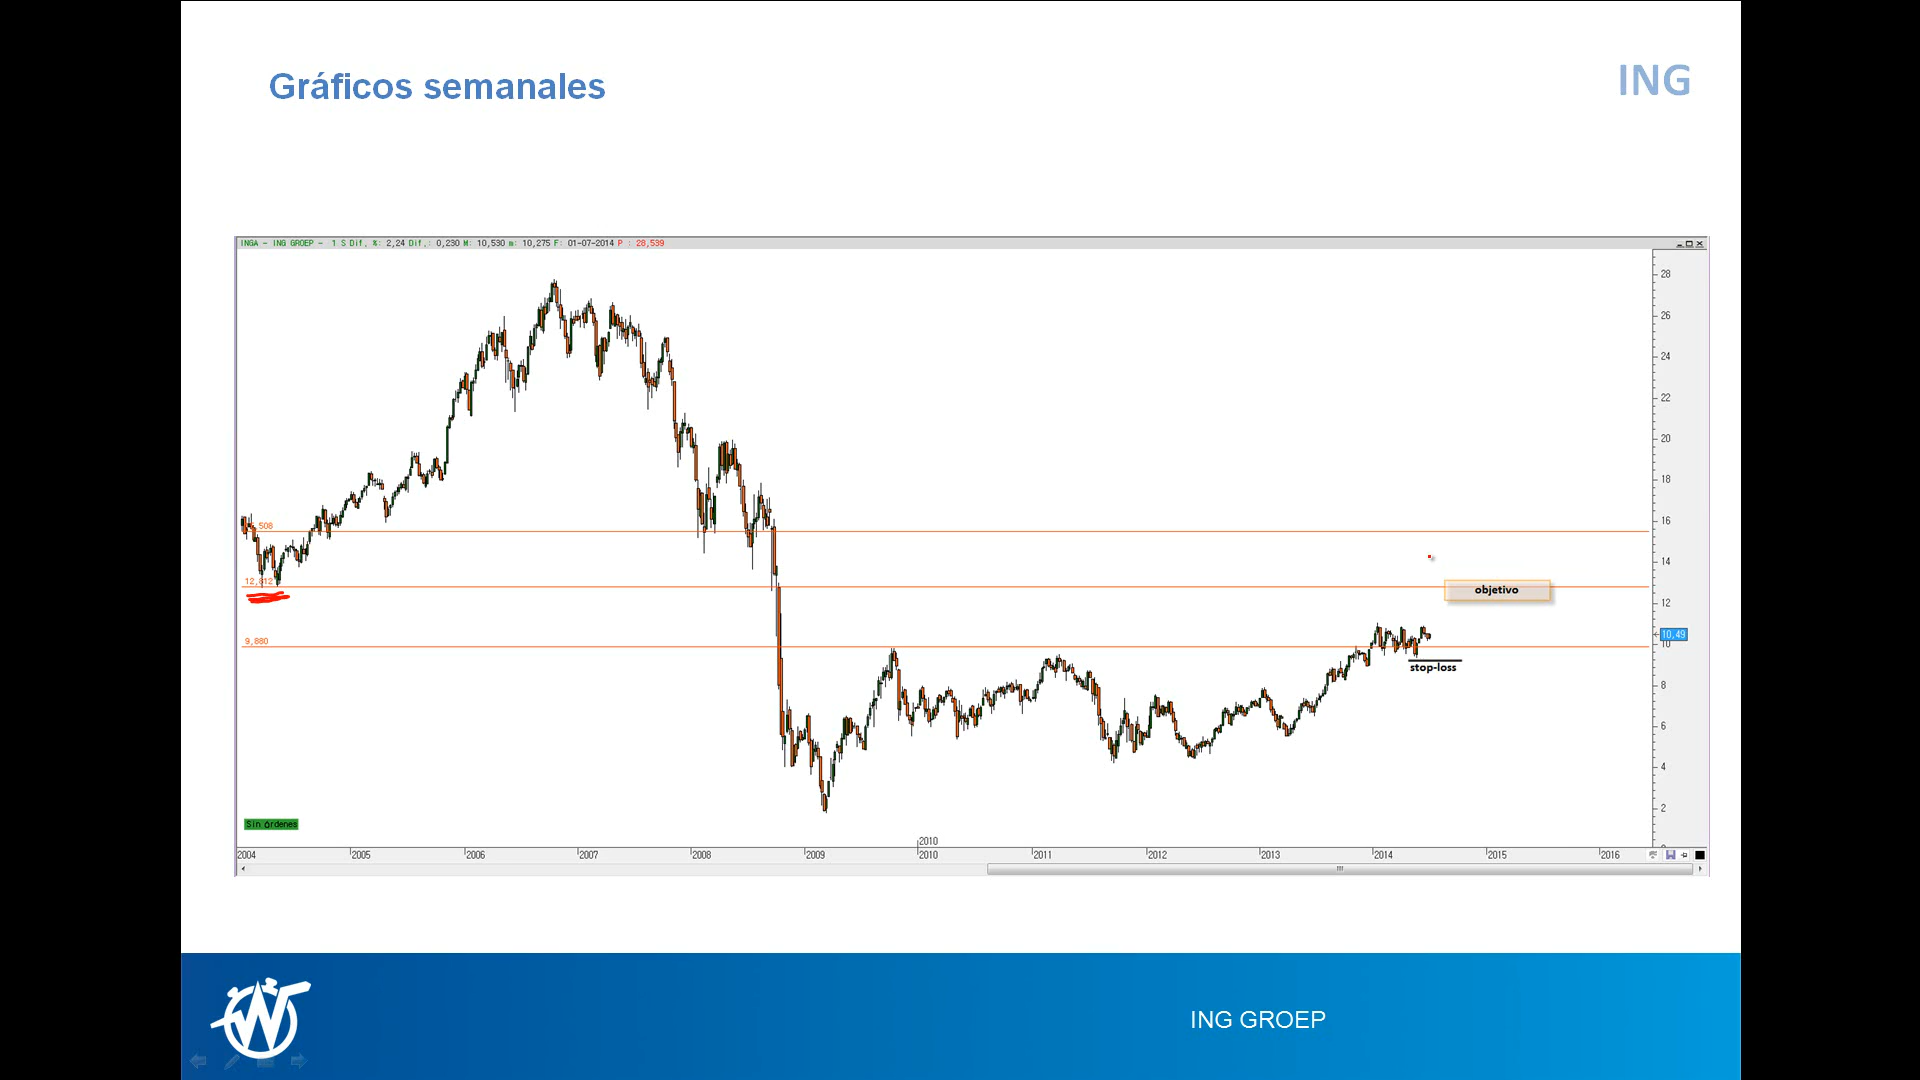 Gráficos semanales
ING
INGA - ING GROEP - 1 S Dif, %: 2,24 Dif,: 0,230 M: 10,530 m: 10,275 F: 01-07-2014 P : 28,539
28
26
24
22
20
18
16
508
14
12,812
objetivo
12
9,880
10,49
10
stop-loss
8
6
4
2
Sin órdenes
2010
2004 2005 2006 2007 2008 2009 2010 2011 2012 2013 2014 2015 2016
W
ING GROEP